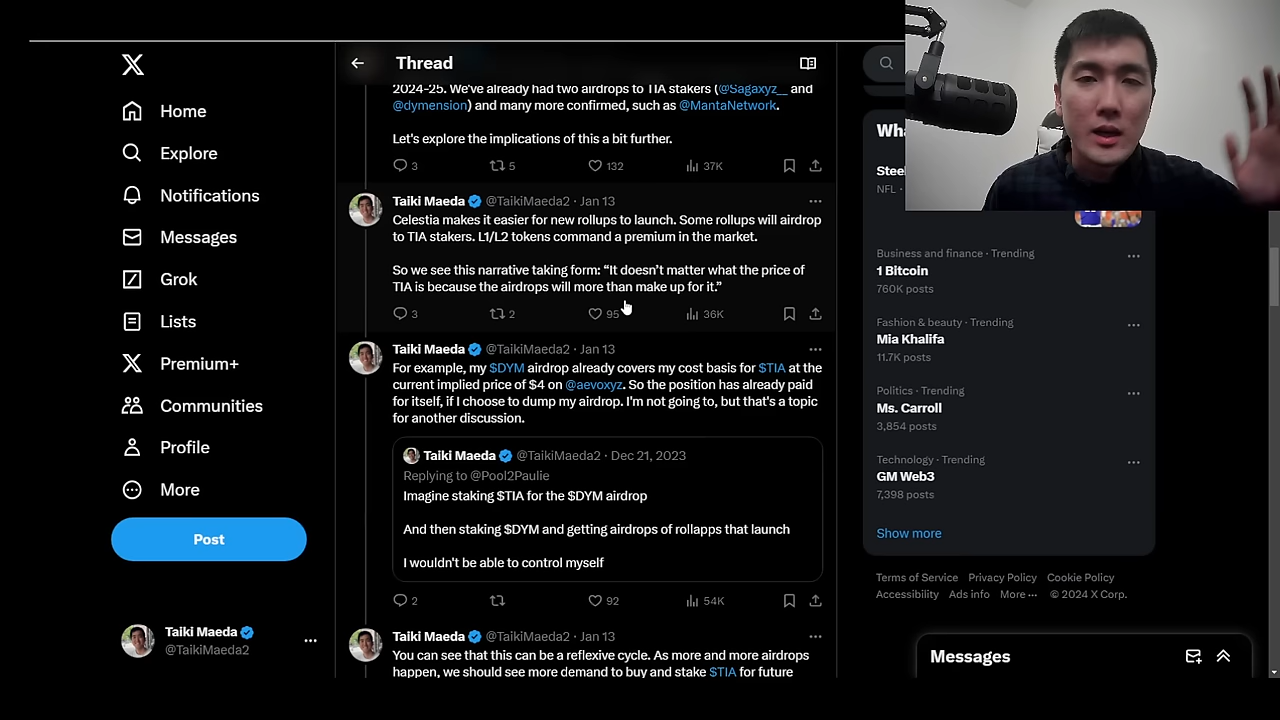 Home
Explore
Notifications
Messages
Grok
Lists
Premium+
Communities
Profile
More
Post
Taiki Maeda
@TaikiMaeda2
Thread
2024-25. We've already had two airdrops to TIA stakers (@Sagaxyz__ and
@dymension) and many more confirmed, such as @MantaNetwork.
Let's explore the implications of this a bit further.
3 5 132 37K
Taiki Maeda @TaikiMaeda2 · Jan 13
Celestia makes it easier for new rollups to launch. Some rollups will airdrop
to TIA stakers. L1/L2 tokens command a premium in the market.
So we see this narrative taking form: “It doesn’t matter what the price of
TIA is because the airdrops will more than make up for it.”
3 2 95 36K
Taiki Maeda @TaikiMaeda2 · Jan 13
For example, my $DYM airdrop already covers my cost basis for $TIA at the
current implied price of $4 on @aevoxyz. So the position has already paid
for itself, if I choose to dump my airdrop. I'm not going to, but that's a topic
for another discussion.
Taiki Maeda @TaikiMaeda2 · Dec 21, 2023
Replying to @Pool2Paulie
Imagine staking $TIA for the $DYM airdrop
And then staking $DYM and getting airdrops of rollapps that launch
I wouldn't be able to control myself
2 92 54K
Taiki Maeda @TaikiMaeda2 · Jan 13
You can see that this can be a reflexive cycle. As more and more airdrops
happen, we should see more demand to buy and stake $TIA for future
Steel
NFL ·
Business and finance · Trending
1 Bitcoin
760K posts
Fashion & beauty · Trending
Mia Khalifa
11.7K posts
Politics · Trending
Ms. Carroll
3,854 posts
Technology · Trending
GM Web3
7,398 posts
Show more
Terms of Service Privacy Policy Cookie Policy
Accessibility Ads info More ··· © 2024 X Corp.
Messages